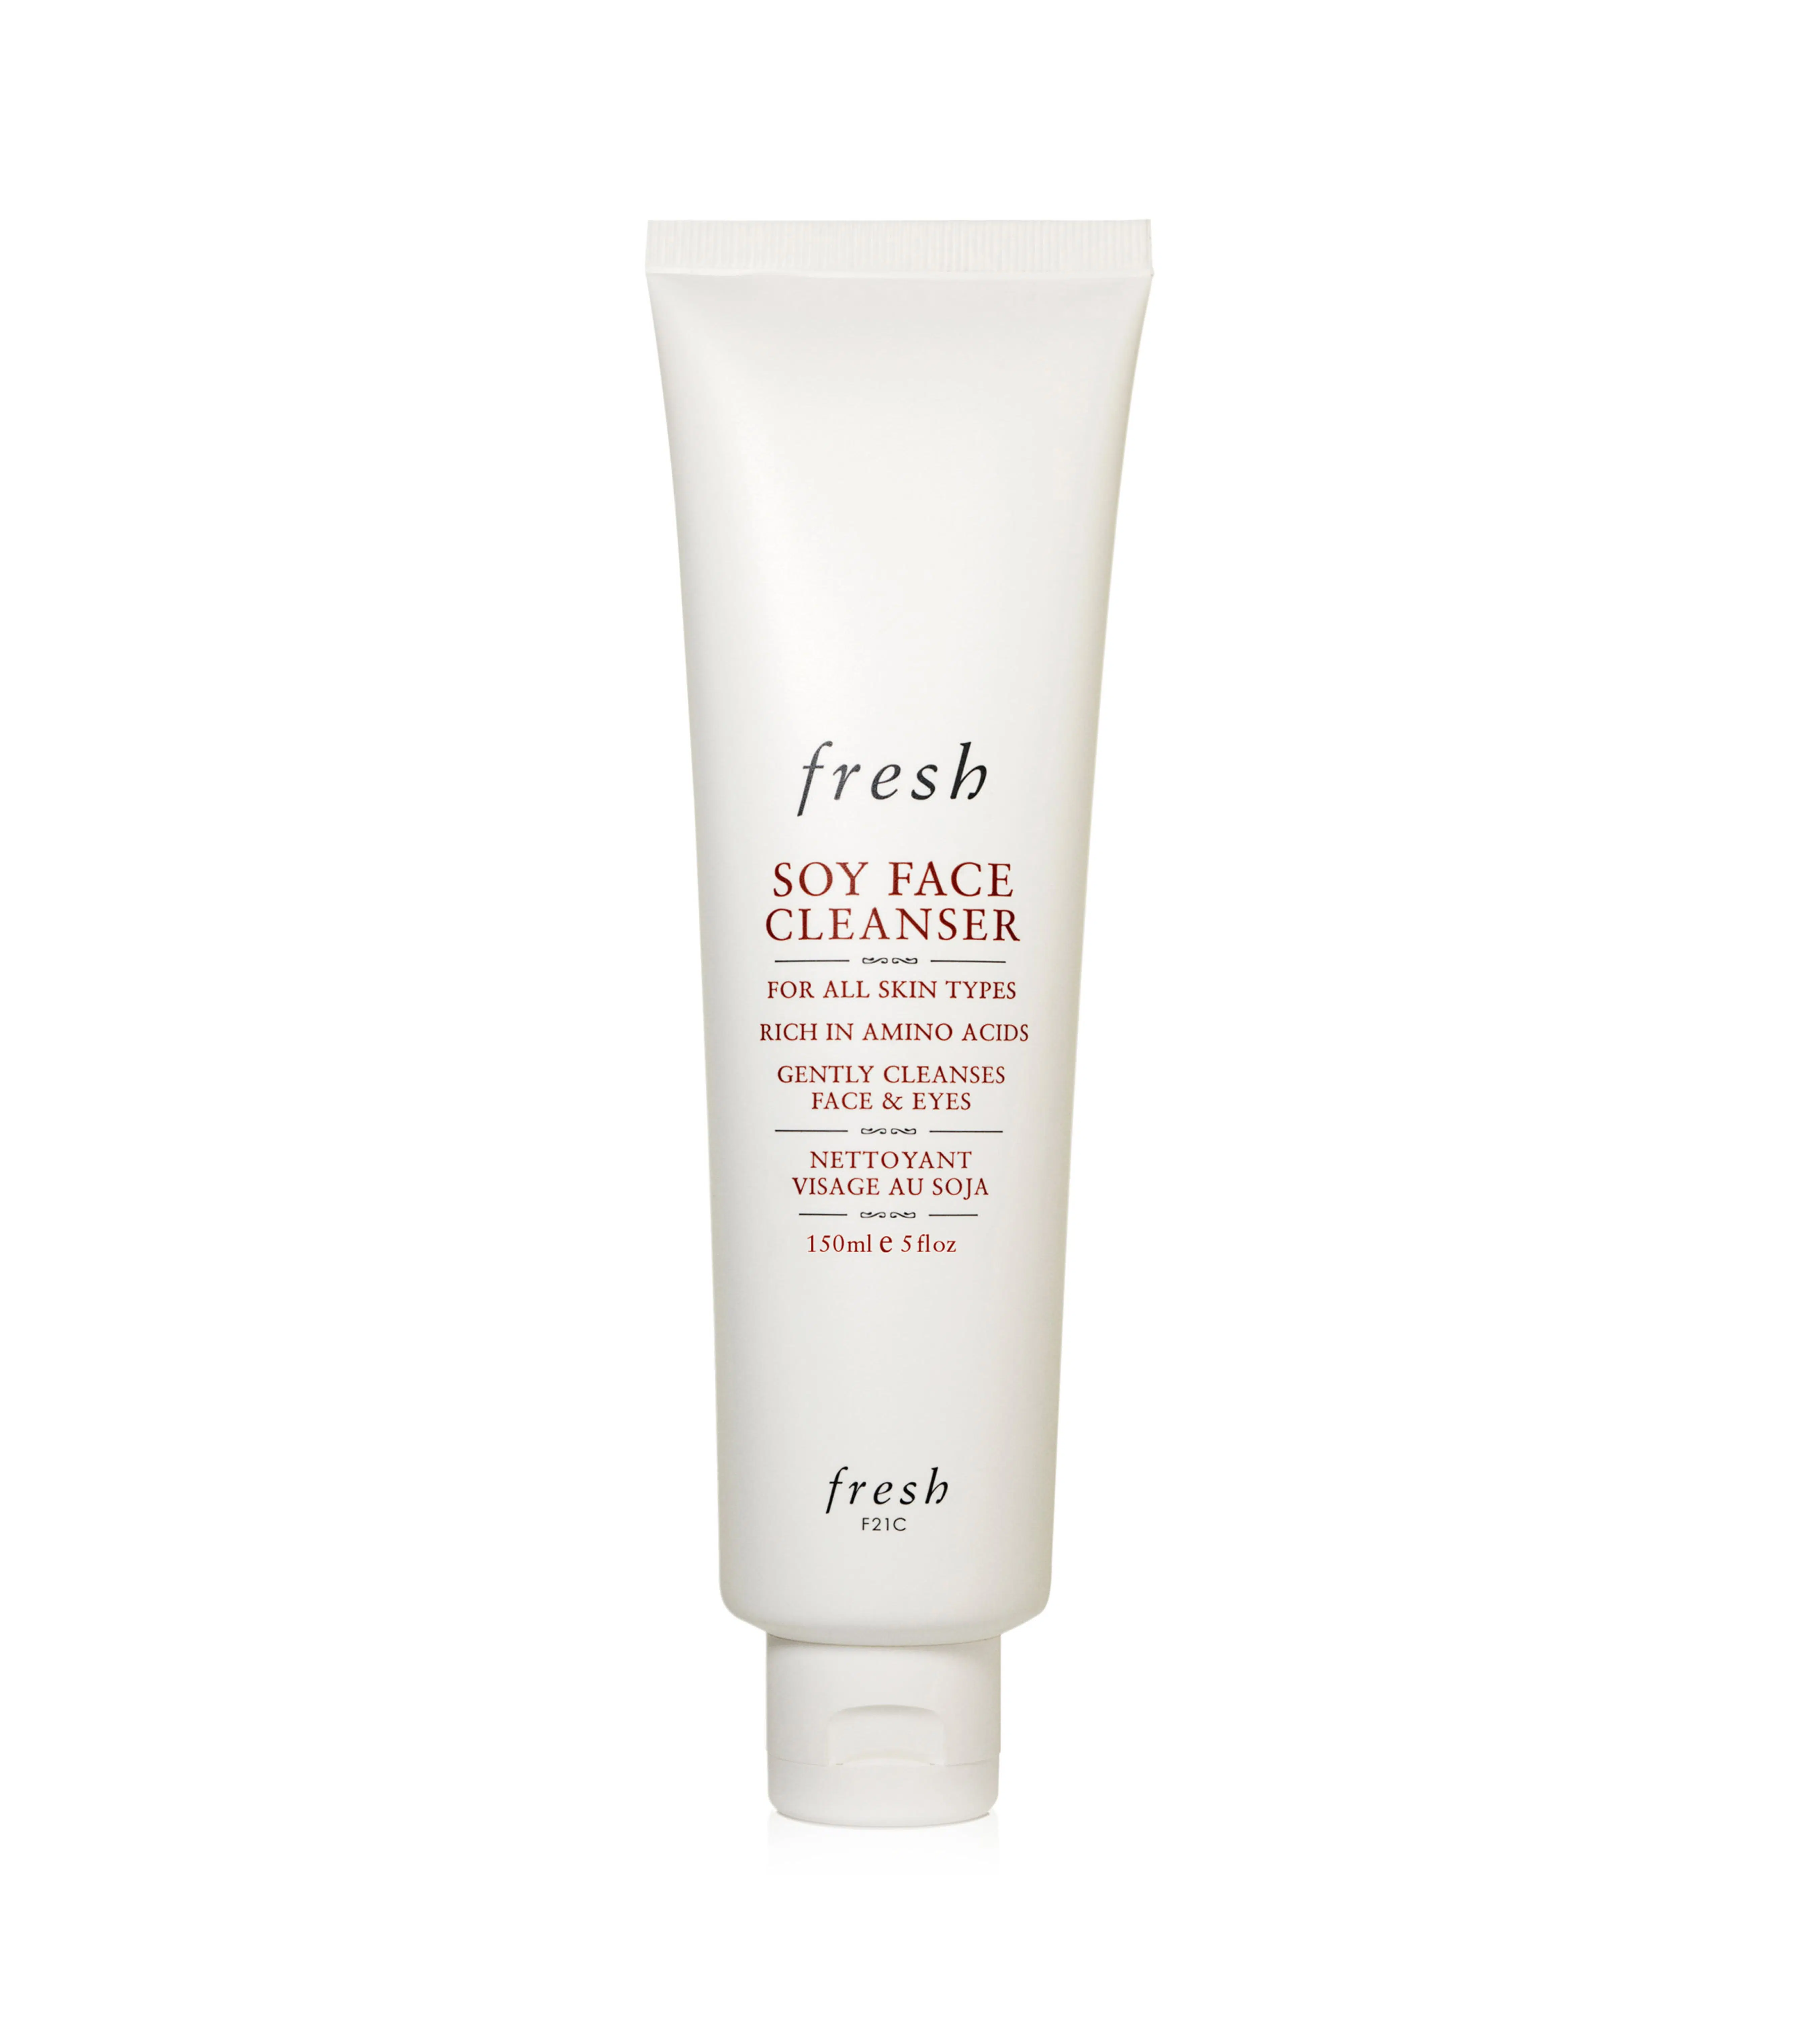 fresh
SOY FACE
CLEANSER
FOR ALL SKIN TYPES
RICH IN AMINO ACIDS
GENTLY CLEANSES
FACE & EYES
NETTOYANT
VISAGE AU SOJA
150ml e 5 fl oz
fresh
F21C